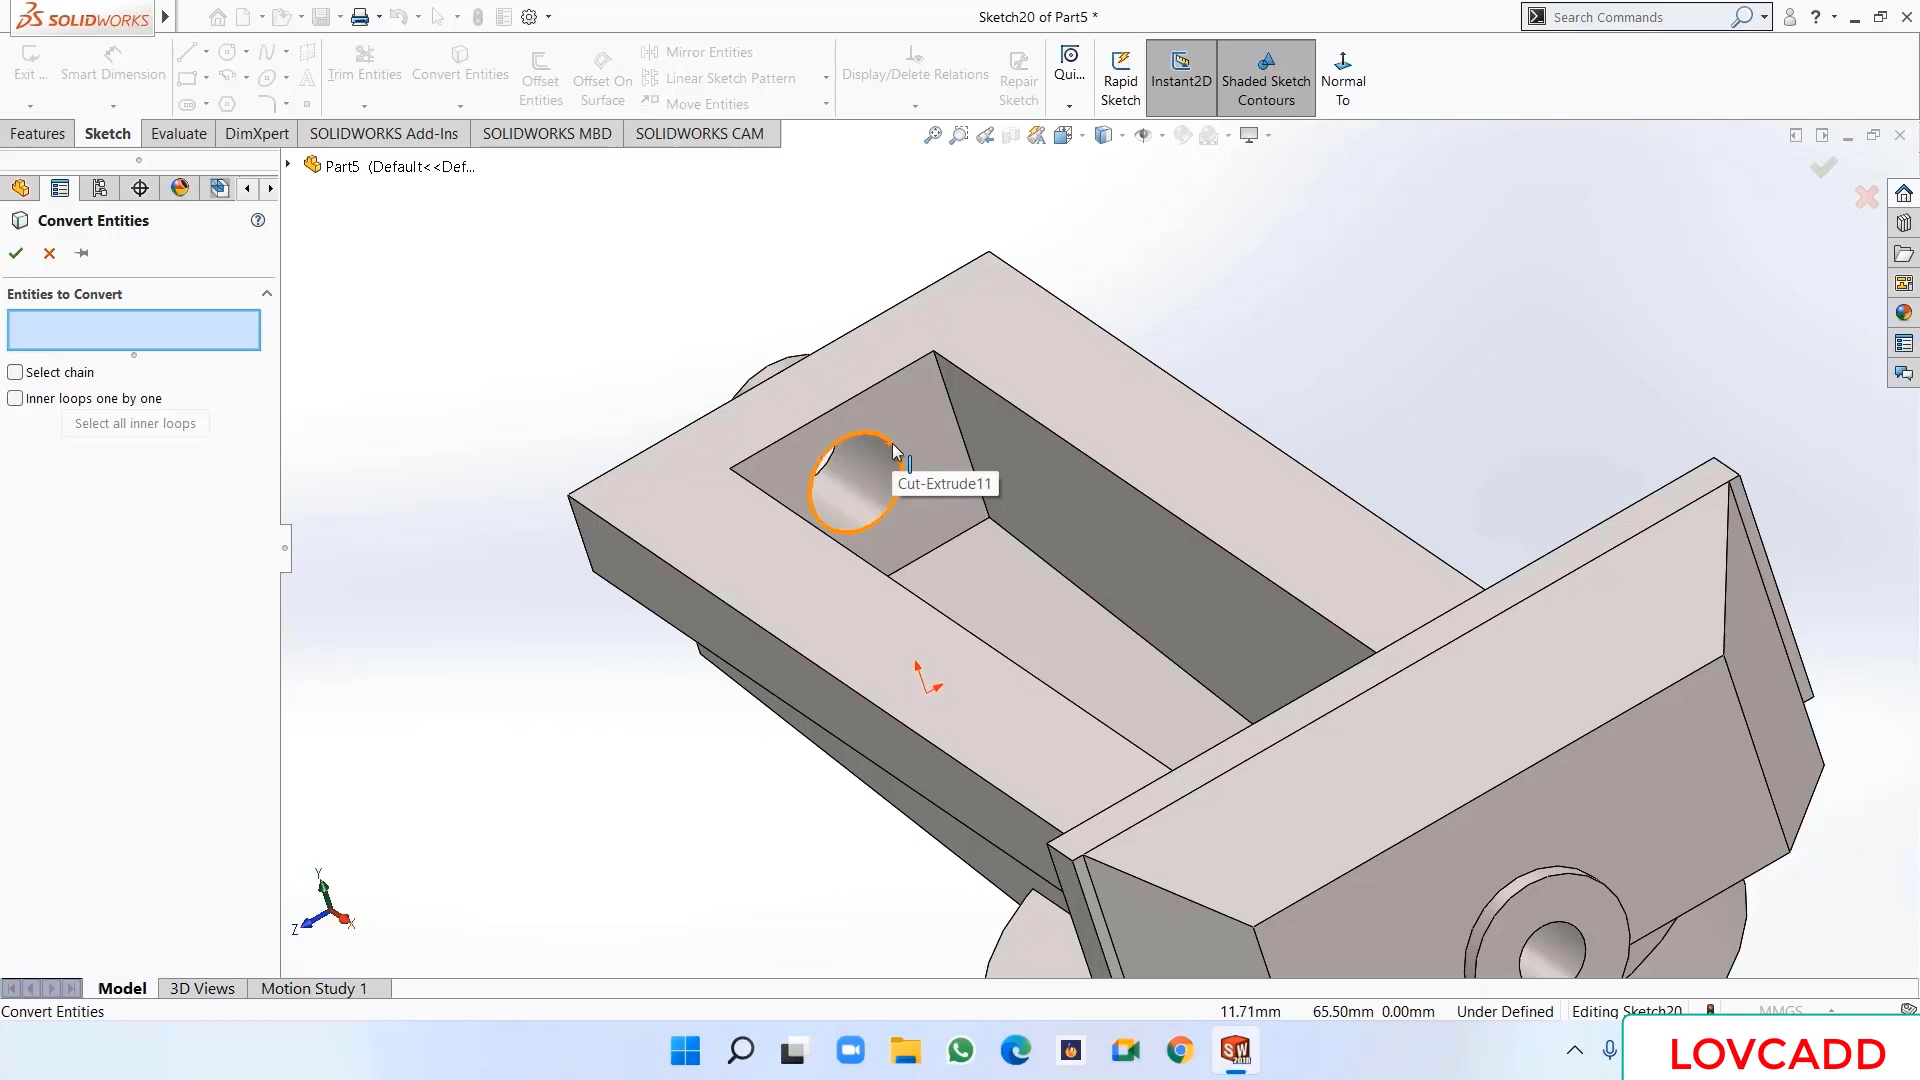 SOLIDWORKS
Sketch20 of Part5 *
Search Commands
Exit ...
Smart Dimension
Trim Entities
Convert Entities
Offset
Entities
Offset On
Surface
Mirror Entities
Linear Sketch Pattern
Move Entities
Display/Delete Relations
Repair
Sketch
Qui...
Rapid
Sketch
Instant2D
Shaded Sketch
Contours
Normal
To
Features
Sketch
Evaluate
DimXpert
SOLIDWORKS Add-Ins
SOLIDWORKS MBD
SOLIDWORKS CAM
Part5 (Default<<Def...
Convert Entities
Entities to Convert
Select chain
Inner loops one by one
Select all inner loops
Cut-Extrude11
Y
Z
X
Model
3D Views
Motion Study 1
Convert Entities
11.71mm
65.50mm 0.00mm
Under Defined
Editing Sketch20
MMGS
SW
2018
LOVCADD